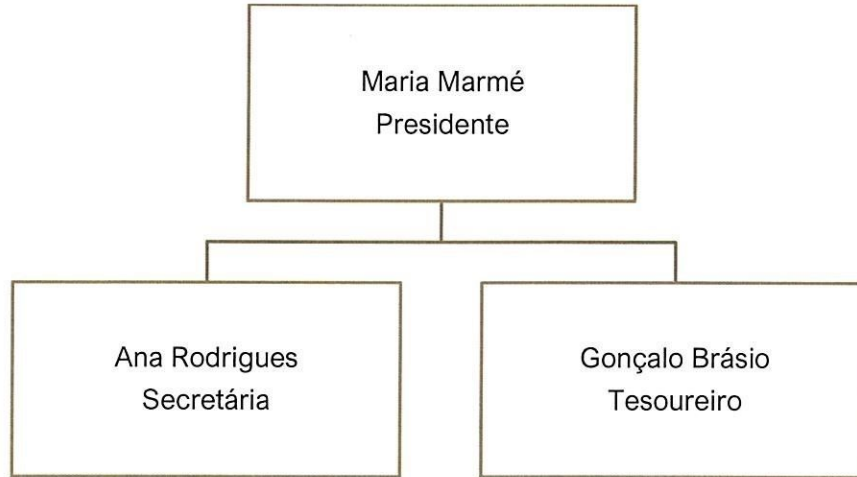 Maria Marmé
Presidente
Ana Rodrigues
Secretária
Gonçalo Brásio
Tesoureiro